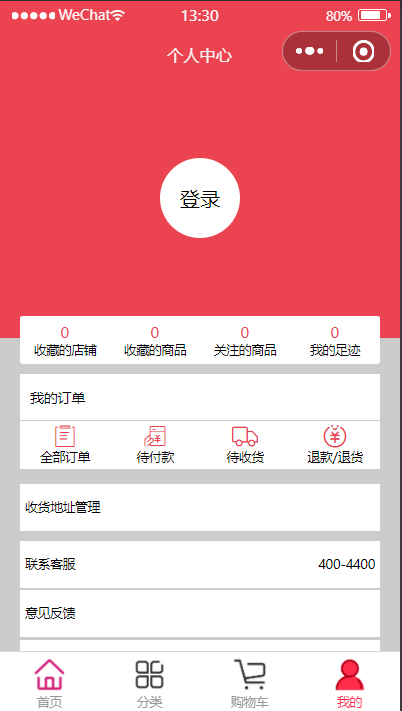 WeChat 13:30 80%
个人中心
登录
0 0 0 0
收藏的店铺 收藏的商品 关注的商品 我的足迹
我的订单
全部订单 待付款 待收货 退款/退货
收货地址管理
联系客服 400-4400
意见反馈
首页 分类 购物车 我的